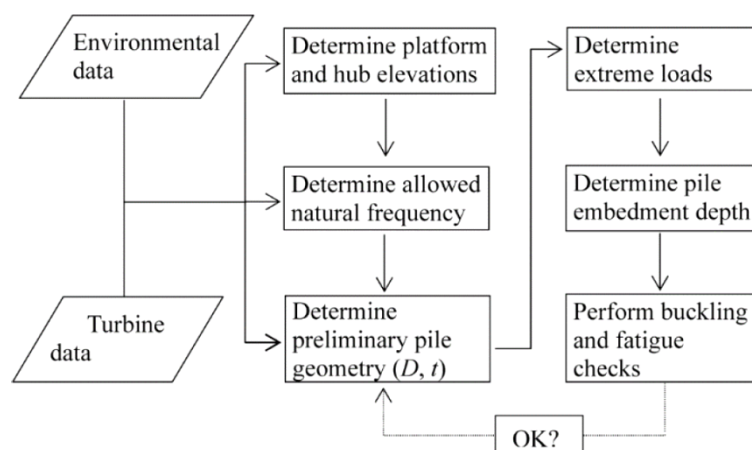 Environmental
data
Determine platform
and hub elevations
Determine
extreme loads
Determine allowed
natural frequency
Determine pile
embedment depth
Turbine
data
Determine
preliminary pile
geometry (D, t)
Perform buckling
and fatigue
checks
OK?